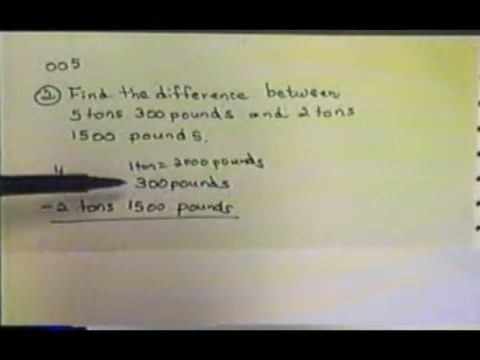 005
② Find the difference between
5 tons 300 pounds and 2 tons
1500 pounds.
4 1 ton = 2000 pounds
300 pounds
- 2 tons 1500 pounds